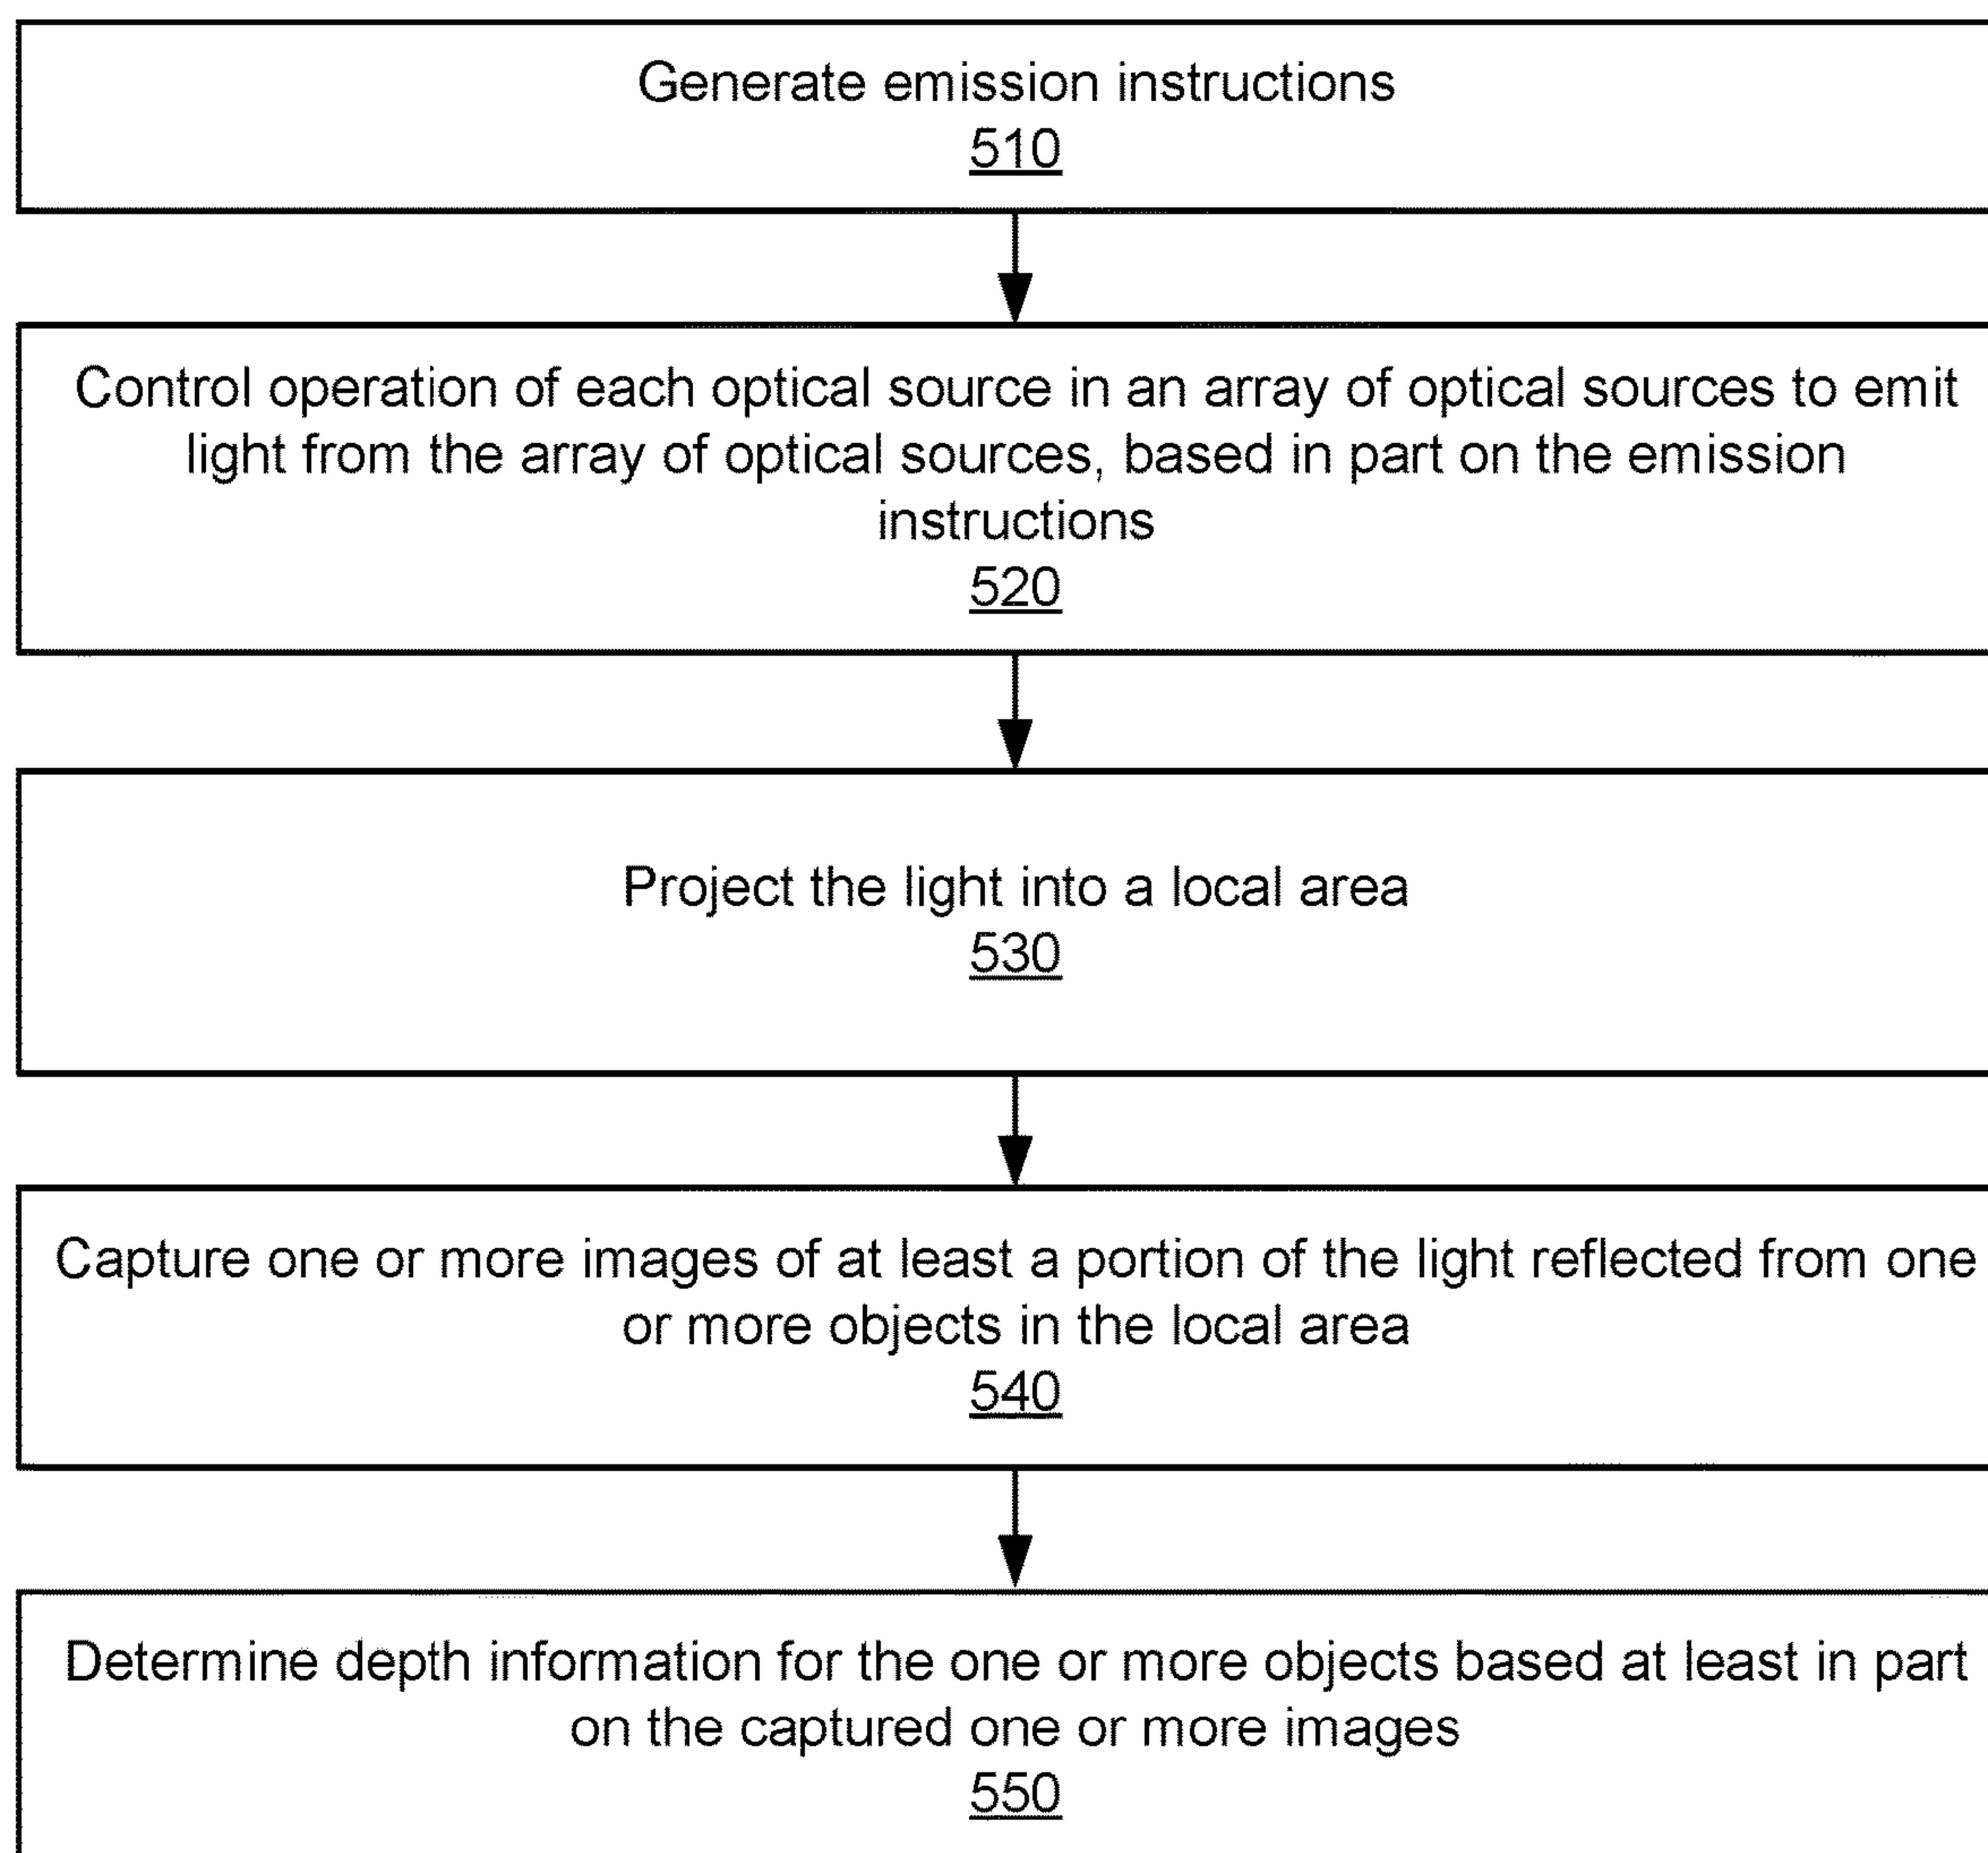 Generate emission instructions
510
Control operation of each optical source in an array of optical sources to emit
light from the array of optical sources, based in part on the emission
instructions
520
Project the light into a local area
530
Capture one or more images of at least a portion of the light reflected from one
or more objects in the local area
540
Determine depth information for the one or more objects based at least in part
on the captured one or more images
550